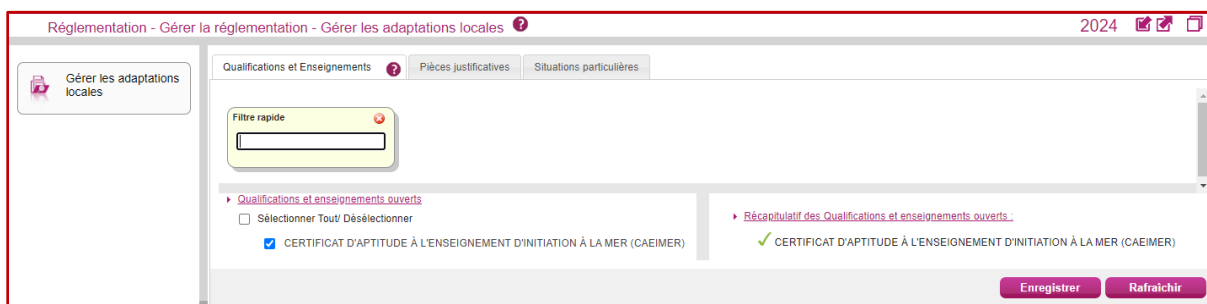 Réglementation - Gérer la réglementation - Gérer les adaptations locales ?
2024
Gérer les adaptations
locales
Qualifications et Enseignements ?
Pièces justificatives
Situations particulières
Filtre rapide
Qualifications et enseignements ouverts
Sélectionner Tout/ Désélectionner
CERTIFICAT D'APTITUDE À L'ENSEIGNEMENT D'INITIATION À LA MER (CAEIMER)
Récapitulatif des Qualifications et enseignements ouverts :
CERTIFICAT D'APTITUDE À L'ENSEIGNEMENT D'INITIATION À LA MER (CAEIMER)
Enregistrer
Rafraichir